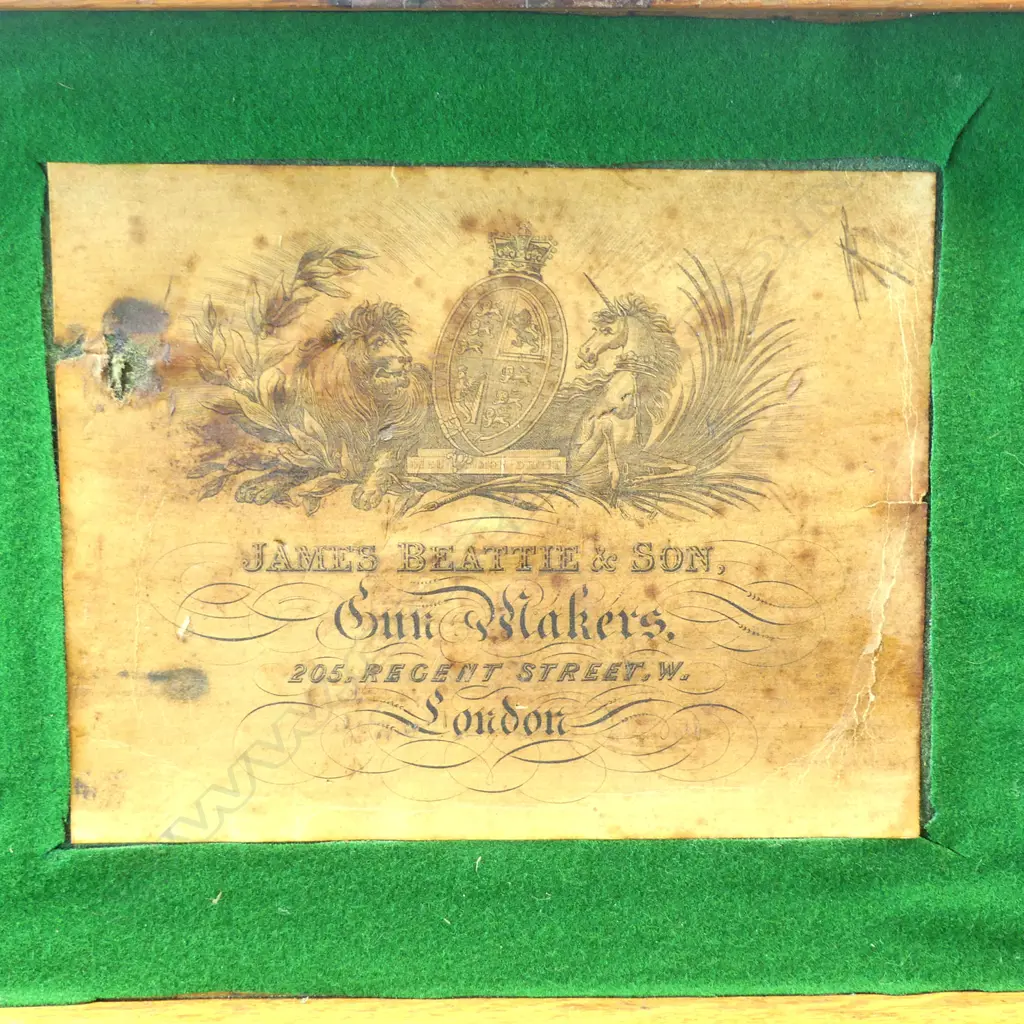 JAMES BEATTIE & SON,
Gun Makers.
205, REGENT STREET, W.
London